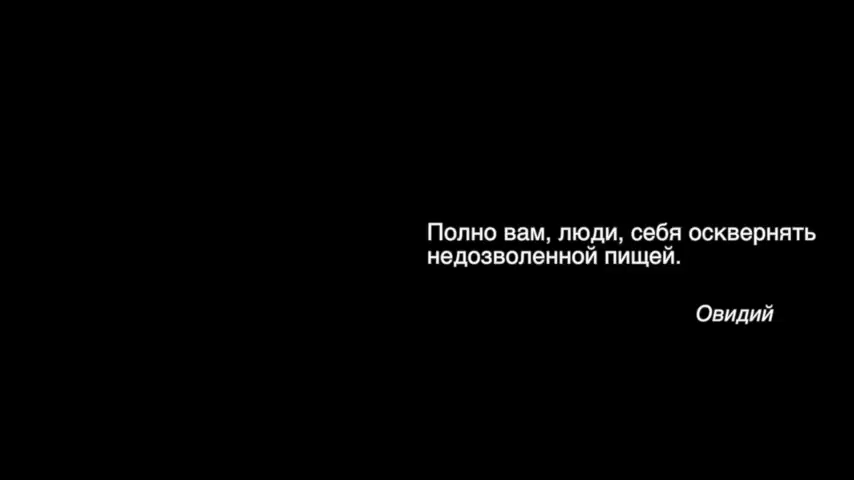 Полно вам, люди, себя осквернять
недозволенной пищей.
Овидий